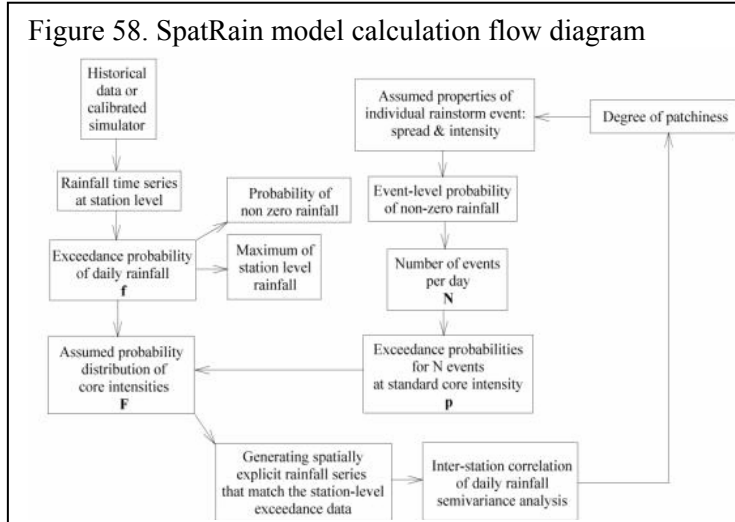 Figure 58. SpatRain model calculation flow diagram
Historical
data or
calibrated
simulator
Assumed properties of
individual rainstorm event:
spread & intensity
Degree of patchiness
Rainfall time series
at station level
Probability of
non zero rainfall
Event-level probability
of non-zero rainfall
Exceedance probability
of daily rainfall
f
Maximum of
station level
rainfall
Number of events
per day
N
Assumed probability
distribution of
core intensities
F
Exceedance probabilities
for N events
at standard core intensity
p
Generating spatially
explicit rainfall series
that match the station-level
exceedance data
Inter-station correlation
of daily rainfall
semivariance analysis